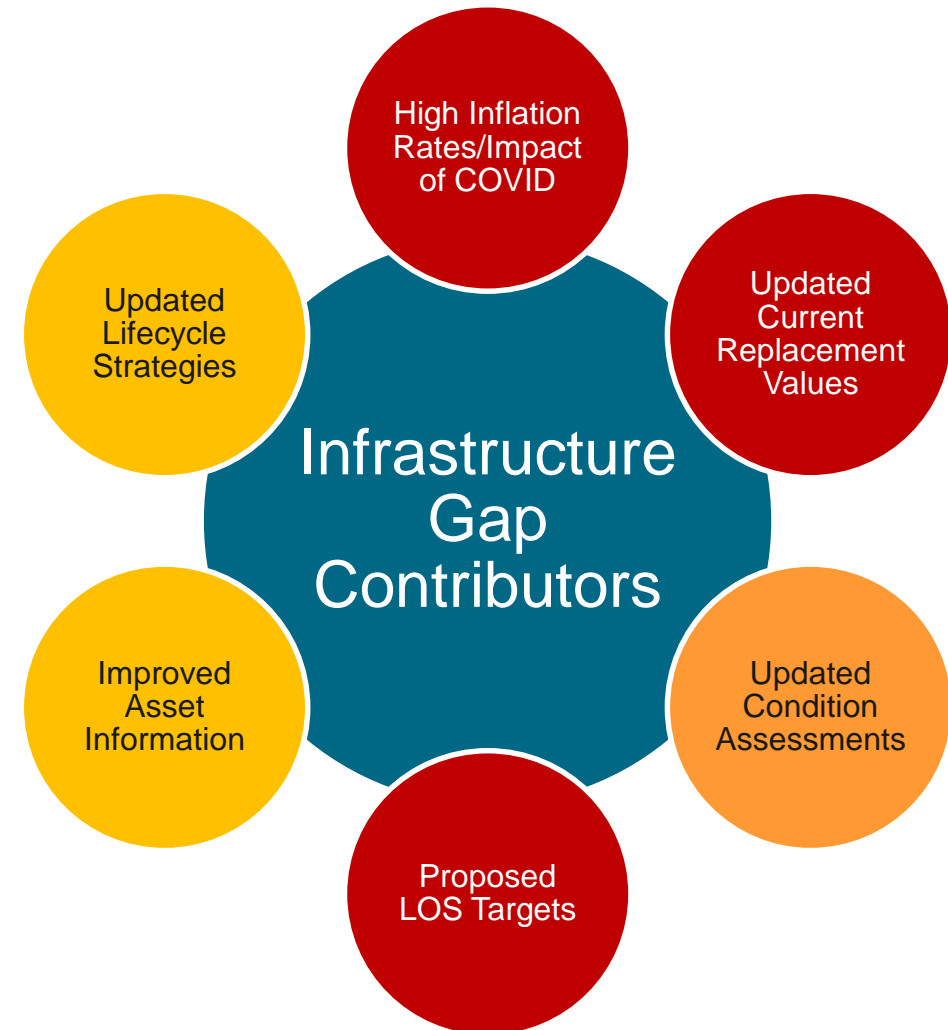 High Inflation
Rates/Impact
of COVID
Updated
Current
Replacement
Values
Updated
Condition
Assessments
Proposed
LOS Targets
Improved
Asset
Information
Updated
Lifecycle
Strategies
Infrastructure
Gap
Contributors